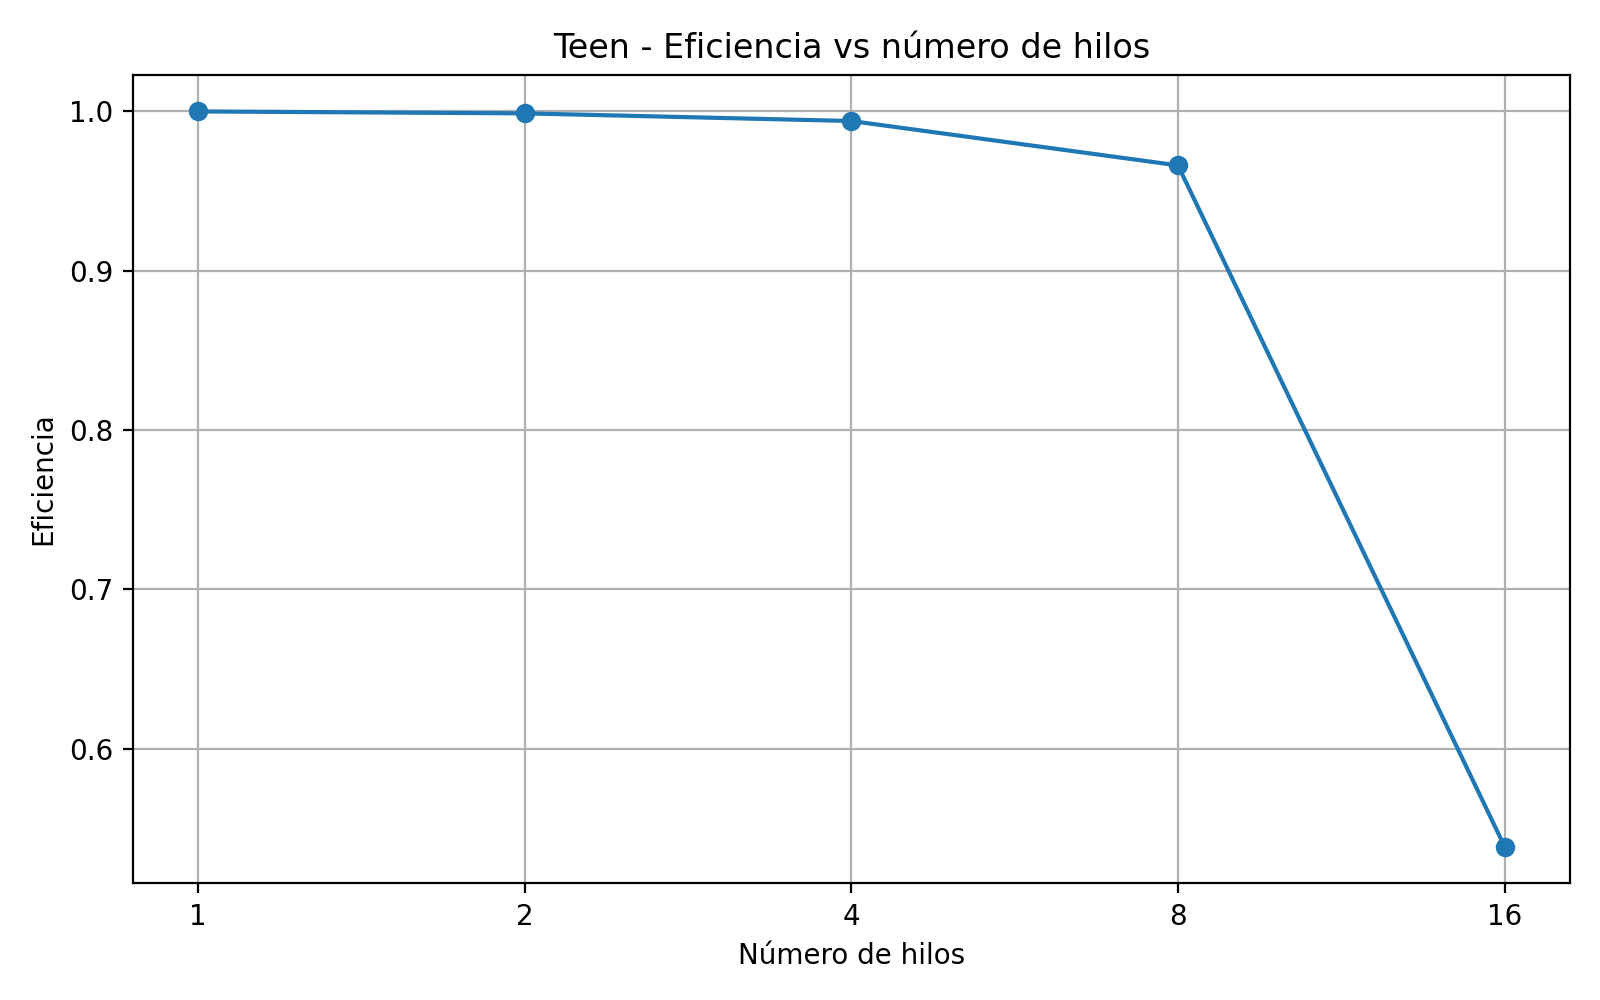 Teen - Eficiencia vs número de hilos
1.0
0.9
0.8
0.7
0.6
Eficiencia
1 2 4 8 16
Número de hilos